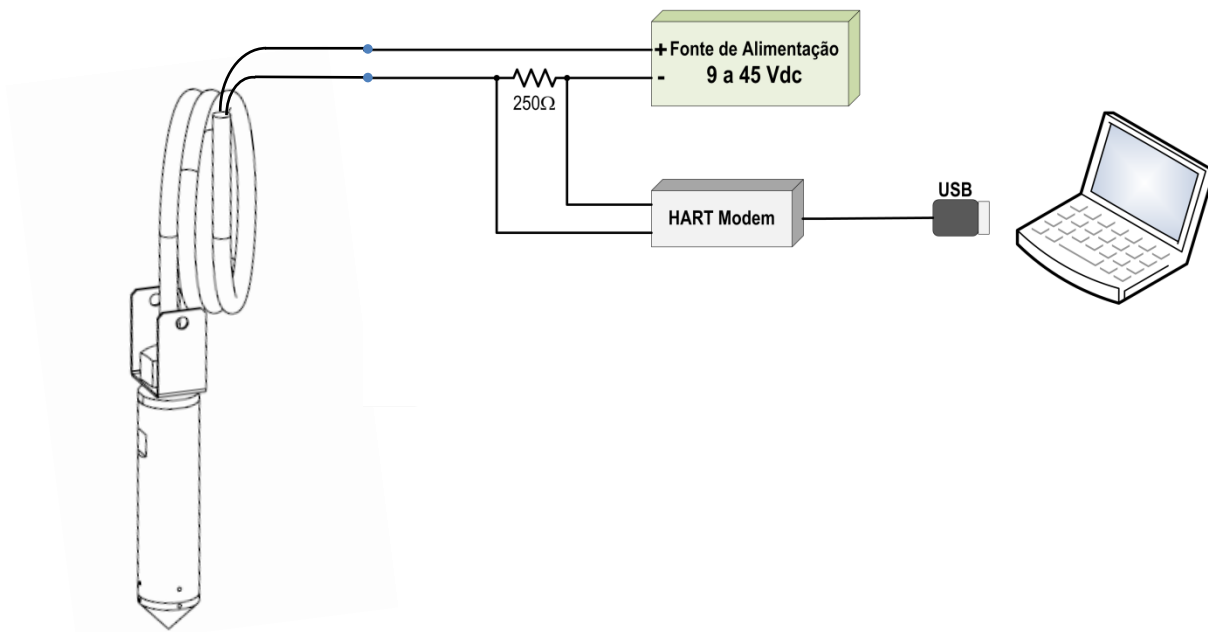 + Fonte de Alimentação
- 9 a 45 Vdc
250Ω
USB
HART Modem